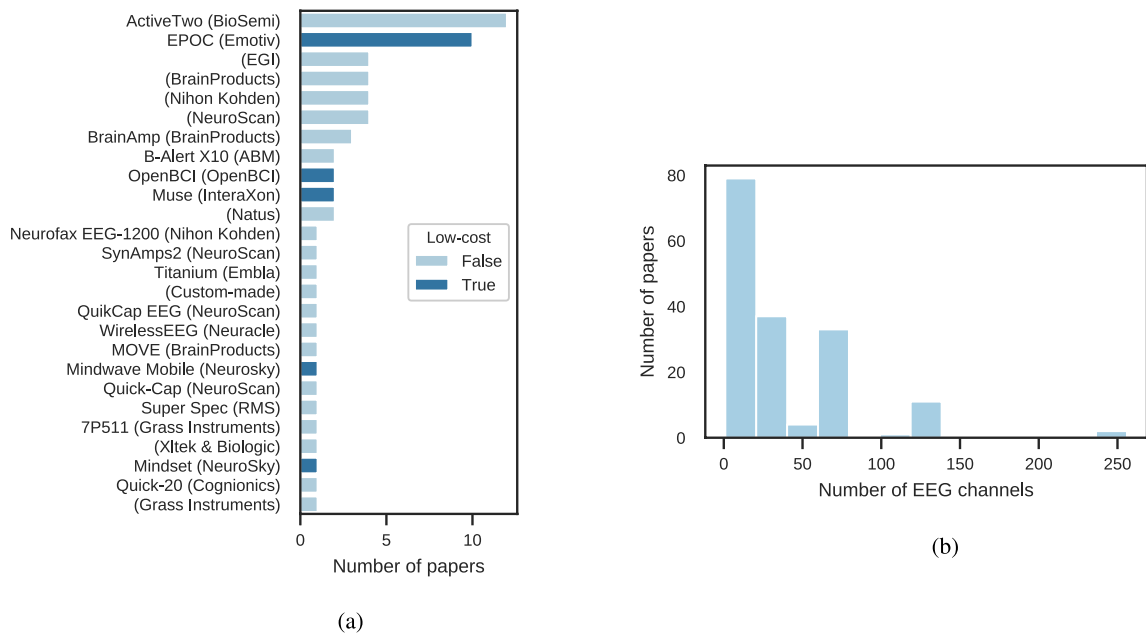 ActiveTwo (BioSemi)
EPOC (Emotiv)
(EGI)
(BrainProducts)
(Nihon Kohden)
(NeuroScan)
BrainAmp (BrainProducts)
B-Alert X10 (ABM)
OpenBCI (OpenBCI)
Muse (InteraXon)
(Natus)
Neurofax EEG-1200 (Nihon Kohden)
SynAmps2 (NeuroScan)
Titanium (Embla)
(Custom-made)
QuikCap EEG (NeuroScan)
WirelessEEG (Neuracle)
MOVE (BrainProducts)
Mindwave Mobile (Neurosky)
Quick-Cap (NeuroScan)
Super Spec (RMS)
7P511 (Grass Instruments)
(Xltek & Biologic)
Mindset (NeuroSky)
Quick-20 (Cognionics)
(Grass Instruments)
Low-cost
False
True
0 5 10
Number of papers
(a)
Number of papers
80
60
40
20
0
0 50 100 150 200 250
Number of EEG channels
(b)